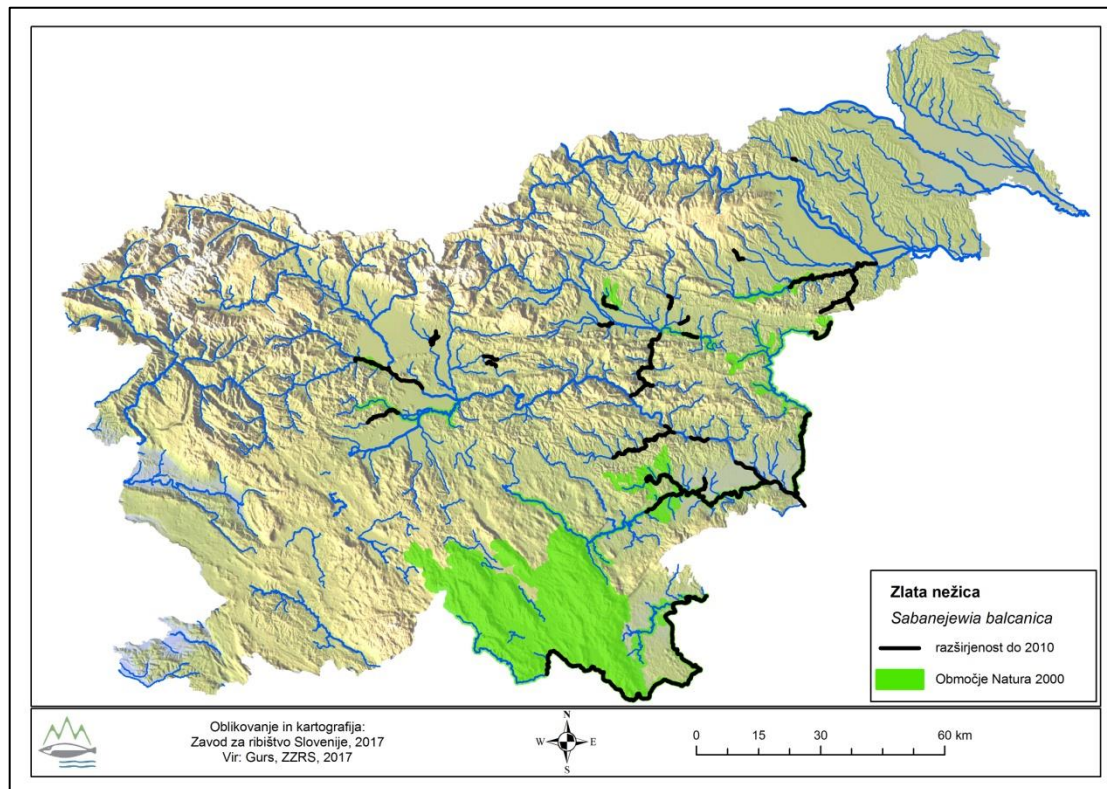 Zlata nežica
Sabanejewia balcanica
razširjenost do 2010
Območje Natura 2000
Oblikovanje in kartografija:
Zavod za ribištvo Slovenije, 2017
Vir: Gurs, ZZRS, 2017
N
W E
S
0 15 30 60 km